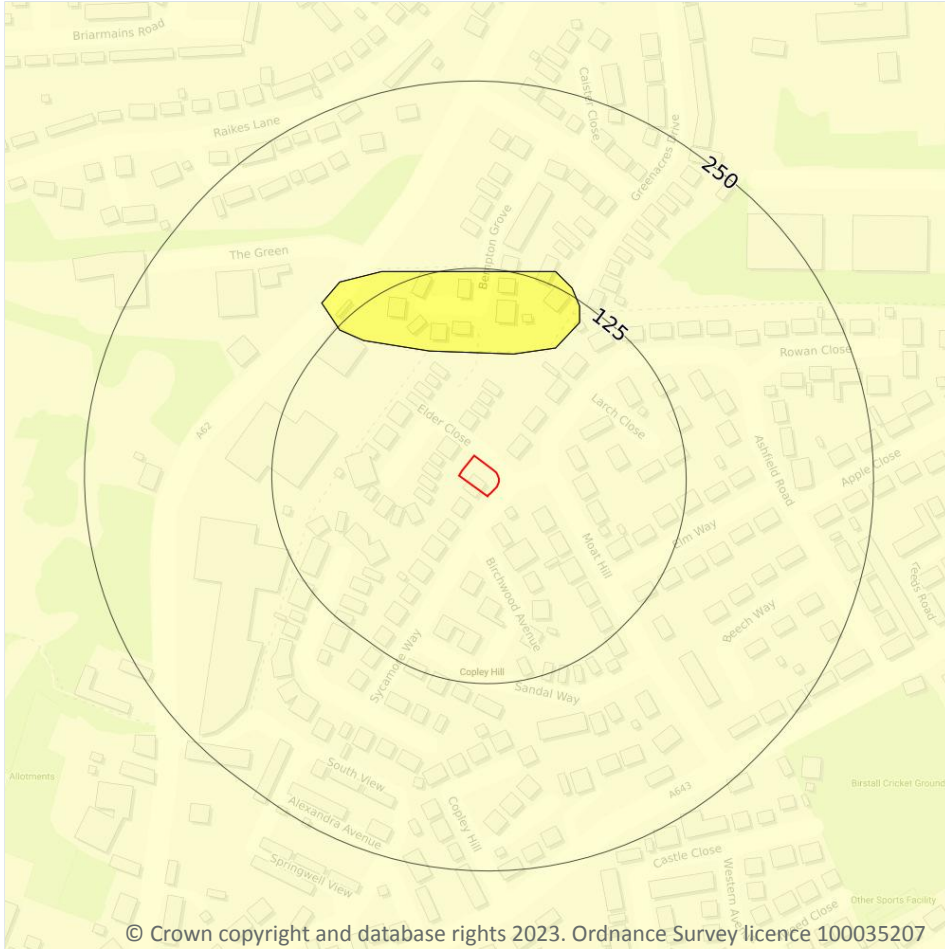 Briarmains Road
Raikes Lane
Caister Close
Greenacres Drive
250
The Green
Bempton Grove
125
Rowan Close
A62
Elder Close
Larch Close
Ashfield Road
Apple Close
Elm Way
Moat Hill
Birchwood Avenue
Leeds Road
Beech Way
Sycamore Way
Copley Hill
Sandal Way
Allotments
South View
A643
Birstall Cricket Ground
Alexandra Avenue
Copley Hill
Castle Close
Springwell View
Western Av
Other Sports Facility
Close
© Crown copyright and database rights 2023. Ordnance Survey licence 100035207